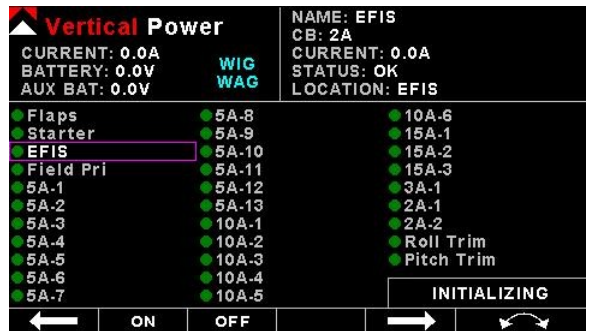 Vertical Power
CURRENT: 0.0A
BATTERY: 0.0V
AUX BAT: 0.0V
WIG
WAG
NAME: EFIS
CB: 2A
CURRENT: 0.0A
STATUS: OK
LOCATION: EFIS
Flaps
Starter
EFIS
Field Pri
5A-1
5A-2
5A-3
5A-4
5A-5
5A-6
5A-7
5A-8
5A-9
5A-10
5A-11
5A-12
5A-13
10A-1
10A-2
10A-3
10A-4
10A-5
10A-6
15A-1
15A-2
15A-3
3A-1
2A-1
2A-2
Roll Trim
Pitch Trim
INITIALIZING
ON
OFF